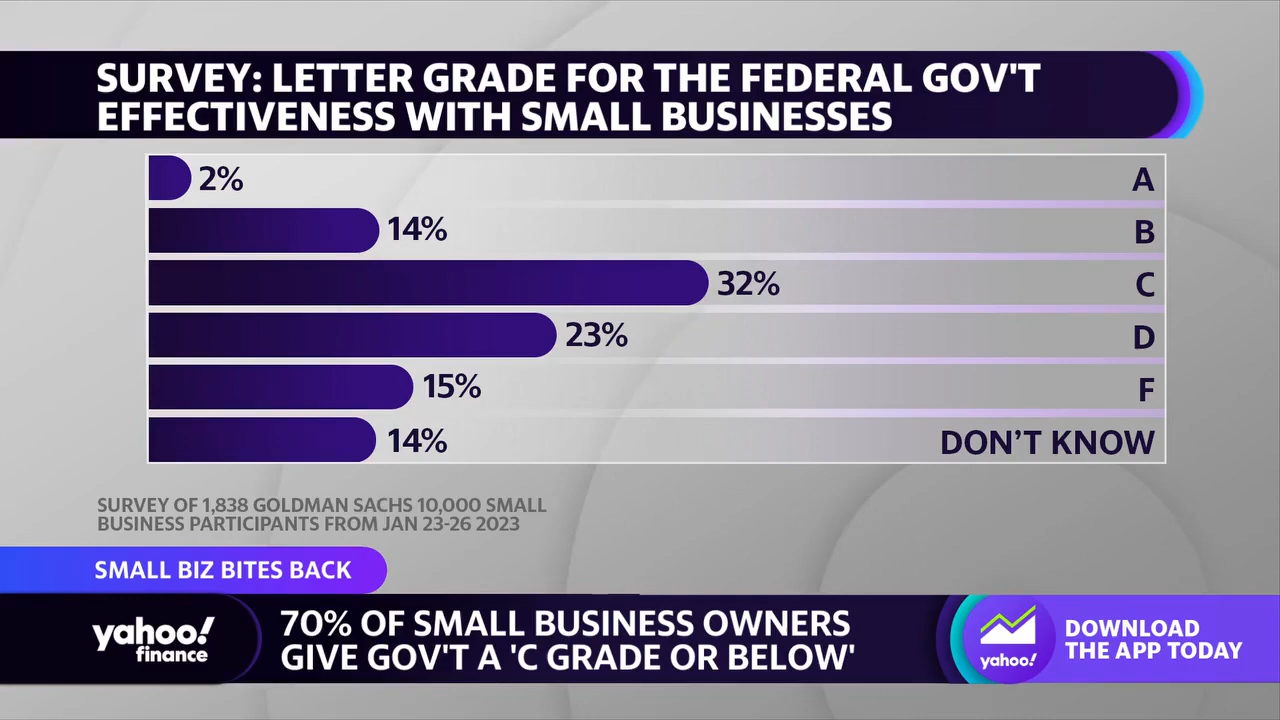 SURVEY: LETTER GRADE FOR THE FEDERAL GOV'T
EFFECTIVENESS WITH SMALL BUSINESSES
2% A
14% B
32% C
23% D
15% F
14% DON'T KNOW
SURVEY OF 1,838 GOLDMAN SACHS 10,000 SMALL
BUSINESS PARTICIPANTS FROM JAN 23-26 2023
SMALL BIZ BITES BACK
yahoo!
finance
70% OF SMALL BUSINESS OWNERS
GIVE GOV'T A 'C GRADE OR BELOW'
yahoo!
DOWNLOAD
THE APP TODAY